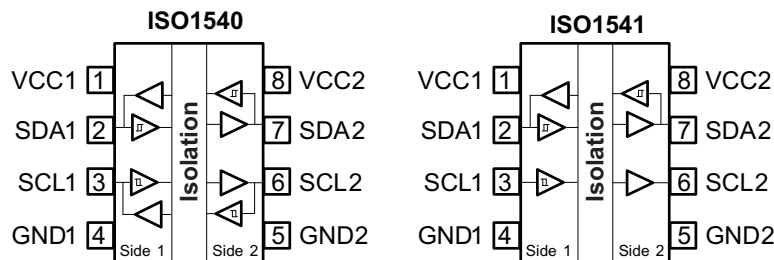 ISO1540
VCC1 1 8 VCC2
SDA1 2 7 SDA2
SCL1 3 6 SCL2
GND1 4 5 GND2
Isolation
Side 1 Side 2
ISO1541
VCC1 1 8 VCC2
SDA1 2 7 SDA2
SCL1 3 6 SCL2
GND1 4 5 GND2
Isolation
Side 1 Side 2